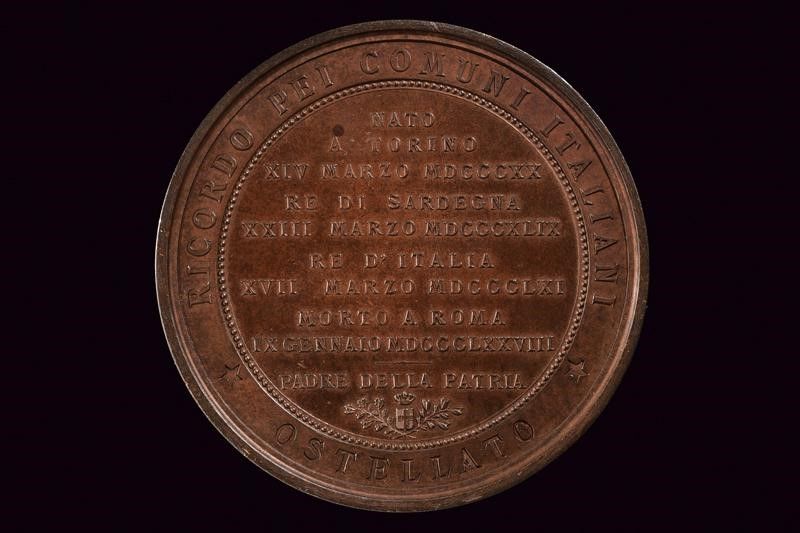 RICORDO PEI COMUNI ITALIANI
NATO
A TORINO
XIV MARZO MDCCCXX
RE DI SARDEGNA
XXIII MARZO MDCCCXLIX
RE D'ITALIA
XVII MARZO MDCCCLXI
MORTO A ROMA
IX GENNAIO MDCCCLXXVIII
PADRE DELLA PATRIA
OSTELLATO